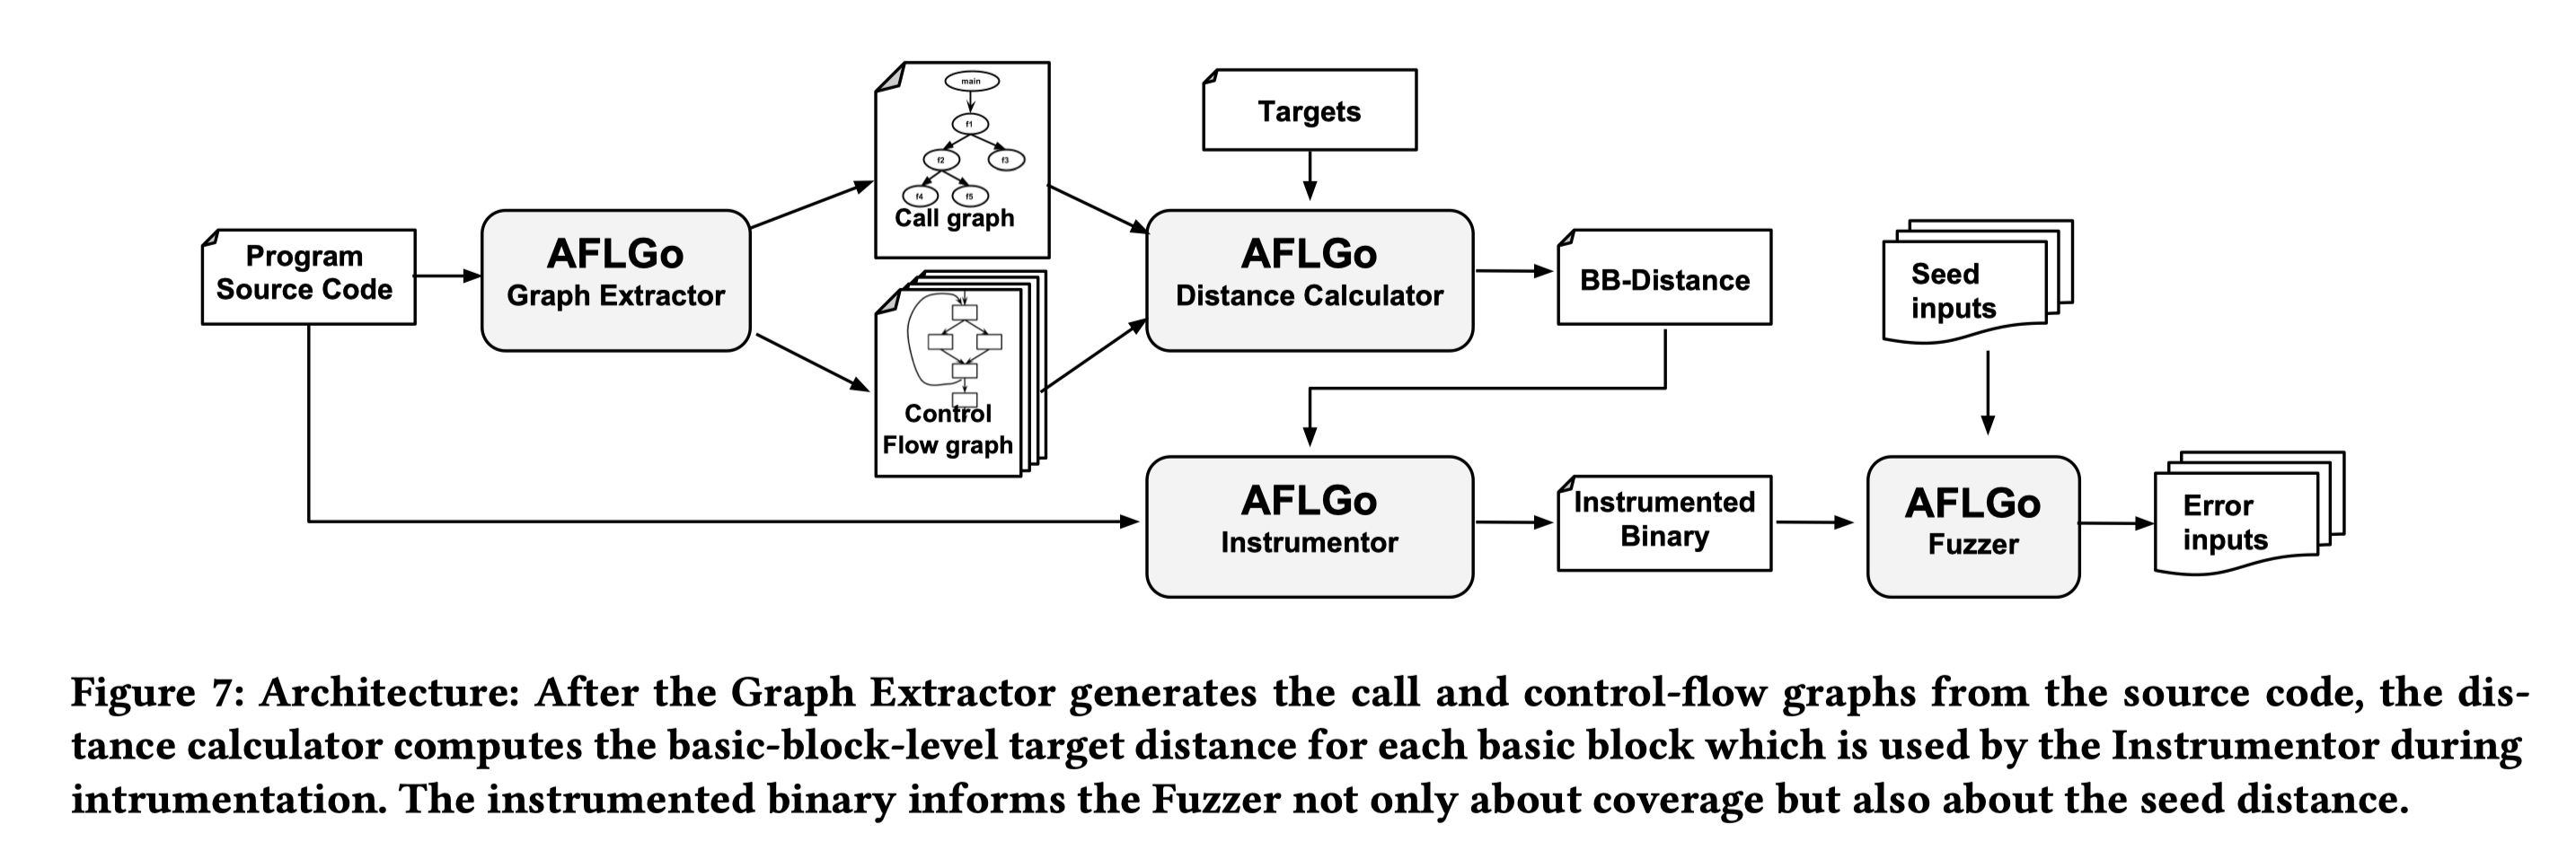 main
f1
f2
f3
f4
f5
Call graph
Targets
Program
Source Code
AFLGo
Graph Extractor
AFLGo
Distance Calculator
BB-Distance
Seed
inputs
Control
Flow graph
AFLGo
Instrumentor
Instrumented
Binary
AFLGo
Fuzzer
Error
inputs
Figure 7: Architecture: After the Graph Extractor generates the call and control-flow graphs from the source code, the dis-
tance calculator computes the basic-block-level target distance for each basic block which is used by the Instrumentor during
intrumentation. The instrumented binary informs the Fuzzer not only about coverage but also about the seed distance.